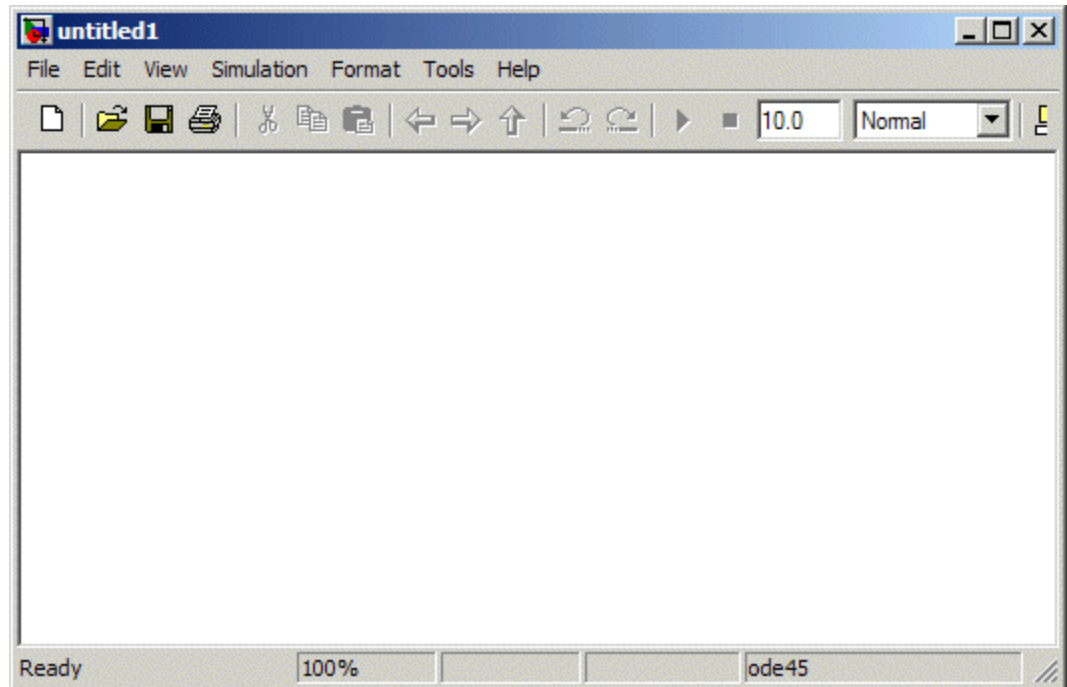 untitled1
File Edit View Simulation Format Tools Help
10.0 Normal
Ready 100% ode45